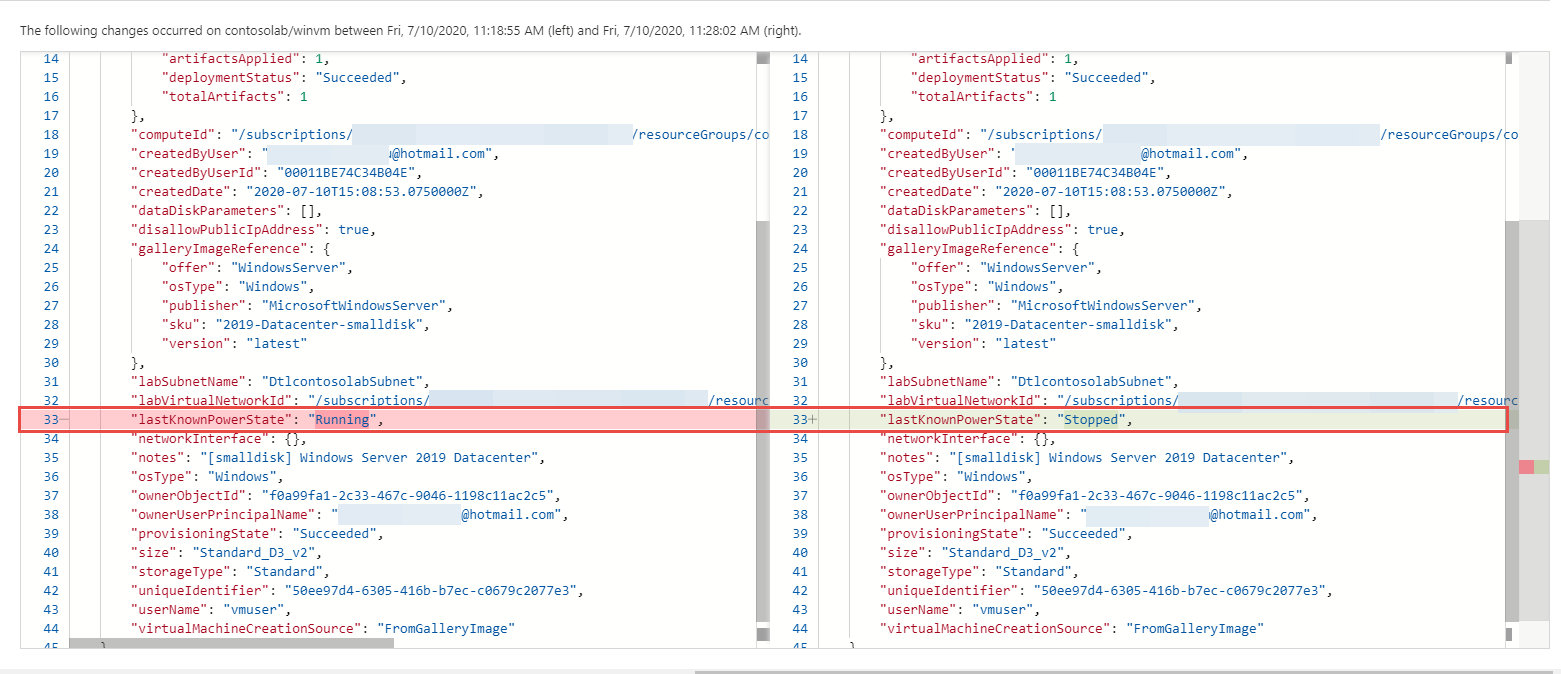 The following changes occurred on contosolab/winvm between Fri, 7/10/2020, 11:18:55 AM (left) and Fri, 7/10/2020, 11:28:02 AM (right).
14 "artifactsApplied": 1,
15 "deploymentStatus": "Succeeded",
16 "totalArtifacts": 1
17 },
18 "computeId": "/subscriptions/ /resourceGroups/co
19 "createdByUser": " @hotmail.com",
20 "createdByUserId": "00011BE74C34B04E",
21 "createdDate": "2020-07-10T15:08:53.0750000Z",
22 "dataDiskParameters": [],
23 "disallowPublicIpAddress": true,
24 "galleryImageReference": {
25 "offer": "WindowsServer",
26 "osType": "Windows",
27 "publisher": "MicrosoftWindowsServer",
28 "sku": "2019-Datacenter-smalldisk",
29 "version": "latest"
30 },
31 "labSubnetName": "DtlcontosolabSubnet",
32 "labVirtualNetworkId": "/subscriptions/ /resourc
33- "lastKnownPowerState": "Running",
34 "networkInterface": {},
35 "notes": "[smalldisk] Windows Server 2019 Datacenter",
36 "osType": "Windows",
37 "ownerObjectId": "f0a99fa1-2c33-467c-9046-1198c11ac2c5",
38 "ownerUserPrincipalName": " @hotmail.com",
39 "provisioningState": "Succeeded",
40 "size": "Standard_D3_v2",
41 "storageType": "Standard",
42 "uniqueIdentifier": "50ee97d4-6305-416b-b7ec-c0679c2077e3",
43 "userName": "vmuser",
44 "virtualMachineCreationSource": "FromGalleryImage"
45 }
14 "artifactsApplied": 1,
15 "deploymentStatus": "Succeeded",
16 "totalArtifacts": 1
17 },
18 "computeId": "/subscriptions/ /resourceGroups/co
19 "createdByUser": " @hotmail.com",
20 "createdByUserId": "00011BE74C34B04E",
21 "createdDate": "2020-07-10T15:08:53.0750000Z",
22 "dataDiskParameters": [],
23 "disallowPublicIpAddress": true,
24 "galleryImageReference": {
25 "offer": "WindowsServer",
26 "osType": "Windows",
27 "publisher": "MicrosoftWindowsServer",
28 "sku": "2019-Datacenter-smalldisk",
29 "version": "latest"
30 },
31 "labSubnetName": "DtlcontosolabSubnet",
32 "labVirtualNetworkId": "/subscriptions/ /resourc
33+ "lastKnownPowerState": "Stopped",
34 "networkInterface": {},
35 "notes": "[smalldisk] Windows Server 2019 Datacenter",
36 "osType": "Windows",
37 "ownerObjectId": "f0a99fa1-2c33-467c-9046-1198c11ac2c5",
38 "ownerUserPrincipalName": " @hotmail.com",
39 "provisioningState": "Succeeded",
40 "size": "Standard_D3_v2",
41 "storageType": "Standard",
42 "uniqueIdentifier": "50ee97d4-6305-416b-b7ec-c0679c2077e3",
43 "userName": "vmuser",
44 "virtualMachineCreationSource": "FromGalleryImage"
45 }